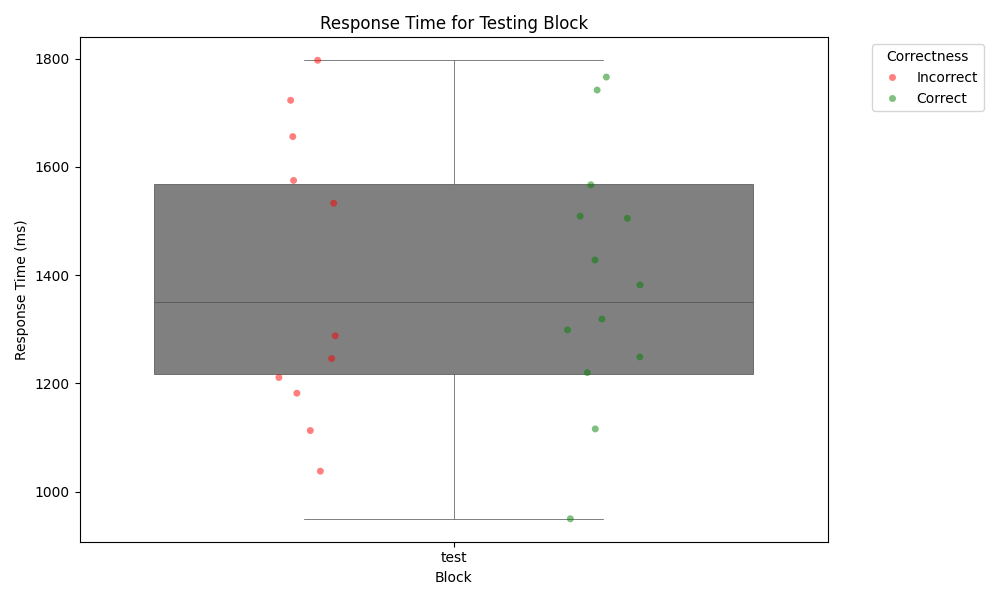 Response Time for Testing Block
Correctness
Incorrect
Correct
Response Time (ms)
1800
1600
1400
1200
1000
test
Block